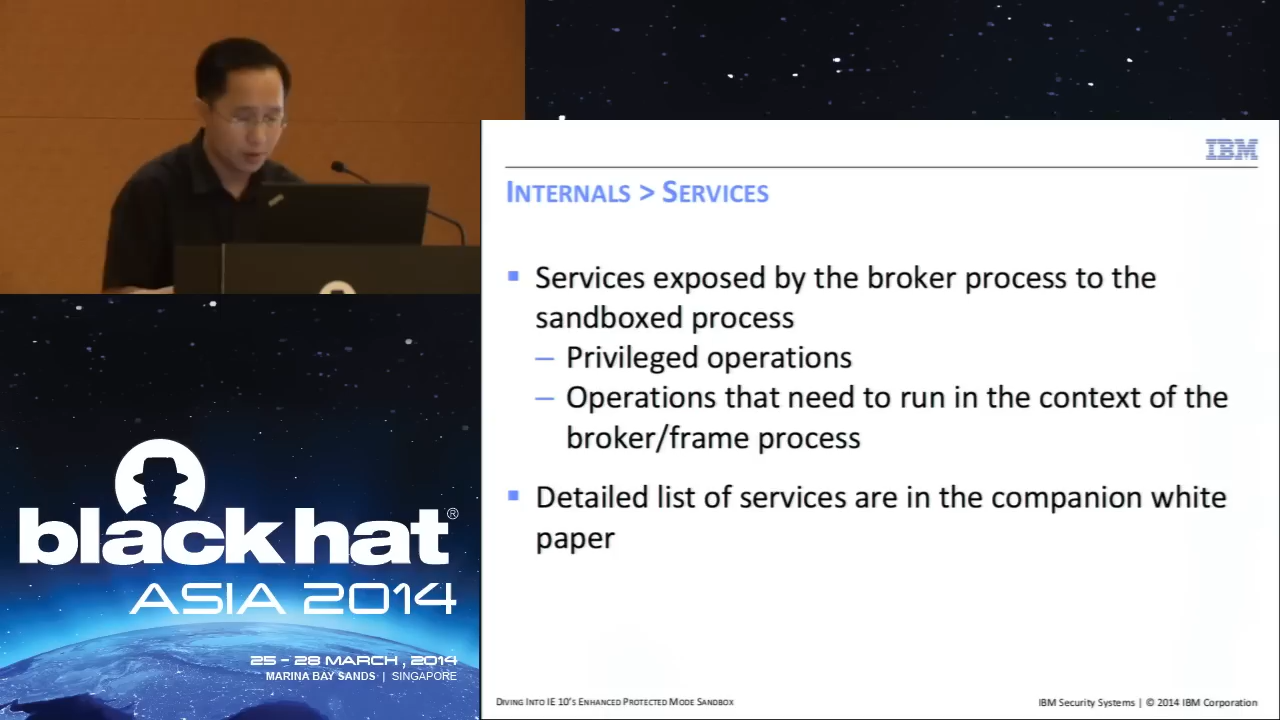 IBM
INTERNALS > SERVICES
Services exposed by the broker process to the
sandboxed process
– Privileged operations
– Operations that need to run in the context of the
broker/frame process
Detailed list of services are in the companion white
paper
DIVING INTO IE 10'S ENHANCED PROTECTED MODE SANDBOX
IBM Security Systems | © 2014 IBM Corporation
black hat®
ASIA 2014
25 - 28 MARCH, 2014
MARINA BAY SANDS | SINGAPORE